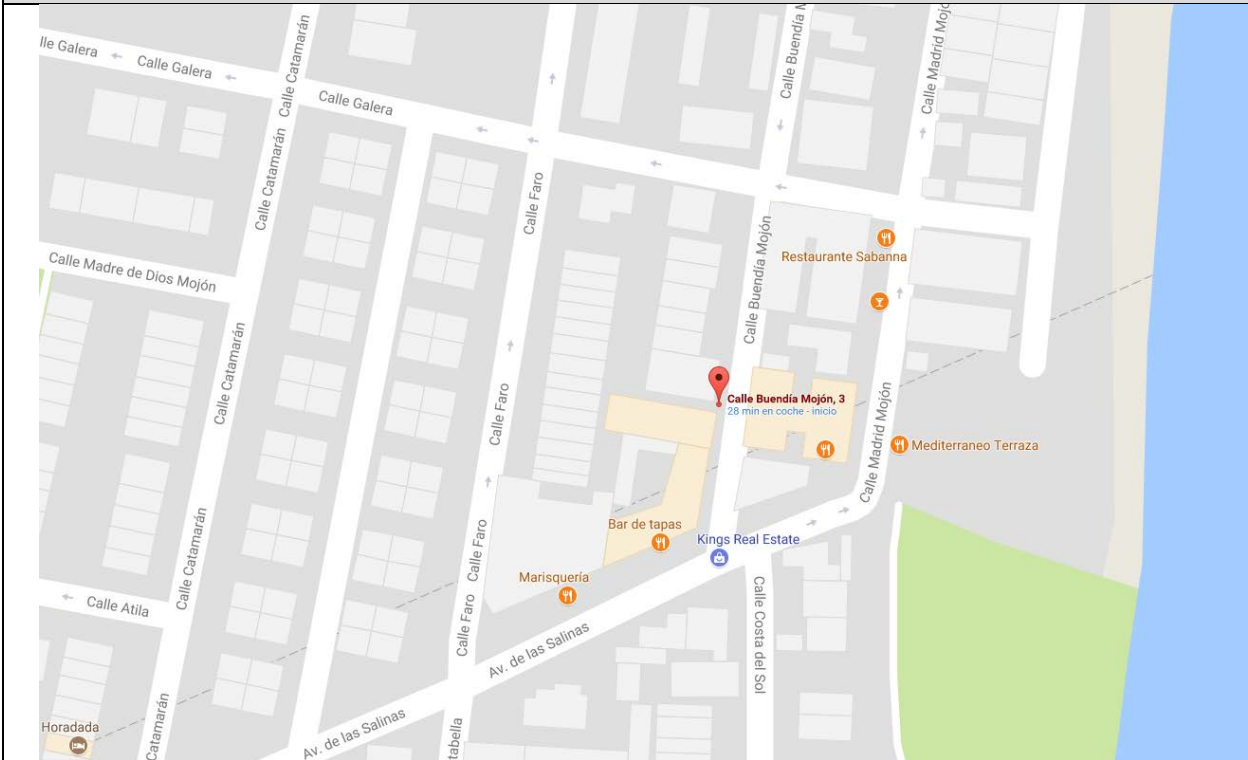 Calle Buendía M
Calle Madrid Mojó
Calle Catamarán
lle Galera
Calle Galera
Calle Galera
Calle Catamarán
Calle Faro
Calle Buendía Mojón
Restaurante Sabanna
Calle Madre de Dios Mojón
Calle Catamarán
Calle Faro
Calle Buendía Mojón, 3
28 min en coche - inicio
Calle Madrid Mojón
Mediterraneo Terraza
Calle Catamarán
Calle Faro
Bar de tapas
Kings Real Estate
Marisquería
Calle Atila
Calle Faro
Calle Costa del Sol
Av. de las Salinas
Av. de las Salinas
Horadada
Catamarán
tabella